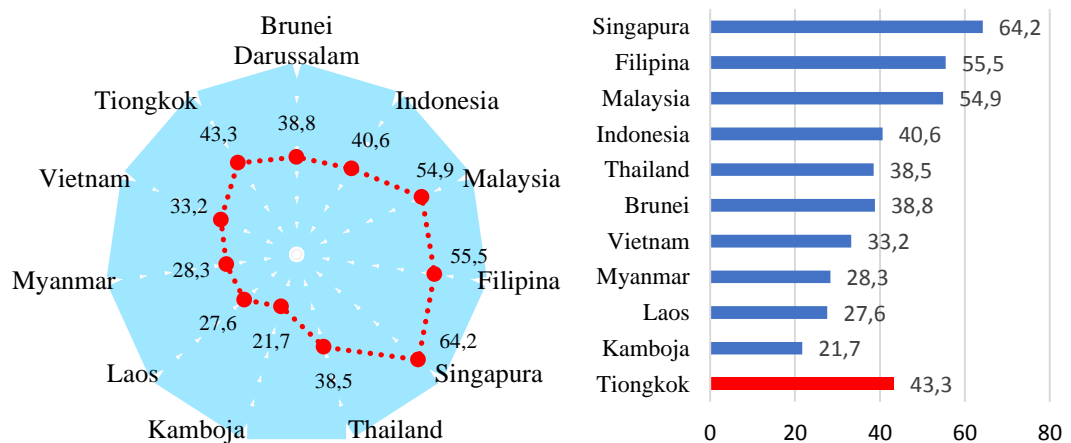 Brunei
Darussalam
Tiongkok
Indonesia
43,3
38,8
40,6
54,9
Vietnam
Malaysia
33,2
55,5
Myanmar
28,3
Filipina
27,6
21,7
64,2
38,5
Laos
Singapura
Kamboja
Thailand
Singapura 64,2
Filipina 55,5
Malaysia 54,9
Indonesia 40,6
Thailand 38,5
Brunei 38,8
Vietnam 33,2
Myanmar 28,3
Laos 27,6
Kamboja 21,7
Tiongkok 43,3
0 20 40 60 80